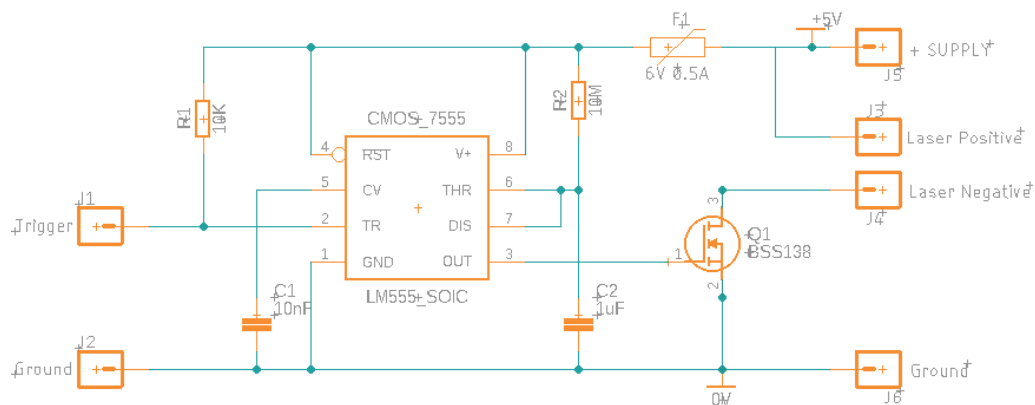 F1
+5V
6V 0.5A
+ SUPPLY
J5
R1
10K
R2
10M
CMOS_7555
J3
Laser Positive
4
RST
V+
8
5
CV
THR
6
Laser Negative
J4
J1
Trigger
2
TR
DIS
7
3
Q1
BSS138
1
GND
OUT
3
1
2
LM555_SOIC
C1
10nF
C2
1uF
J2
Ground
Ground
J6
0V